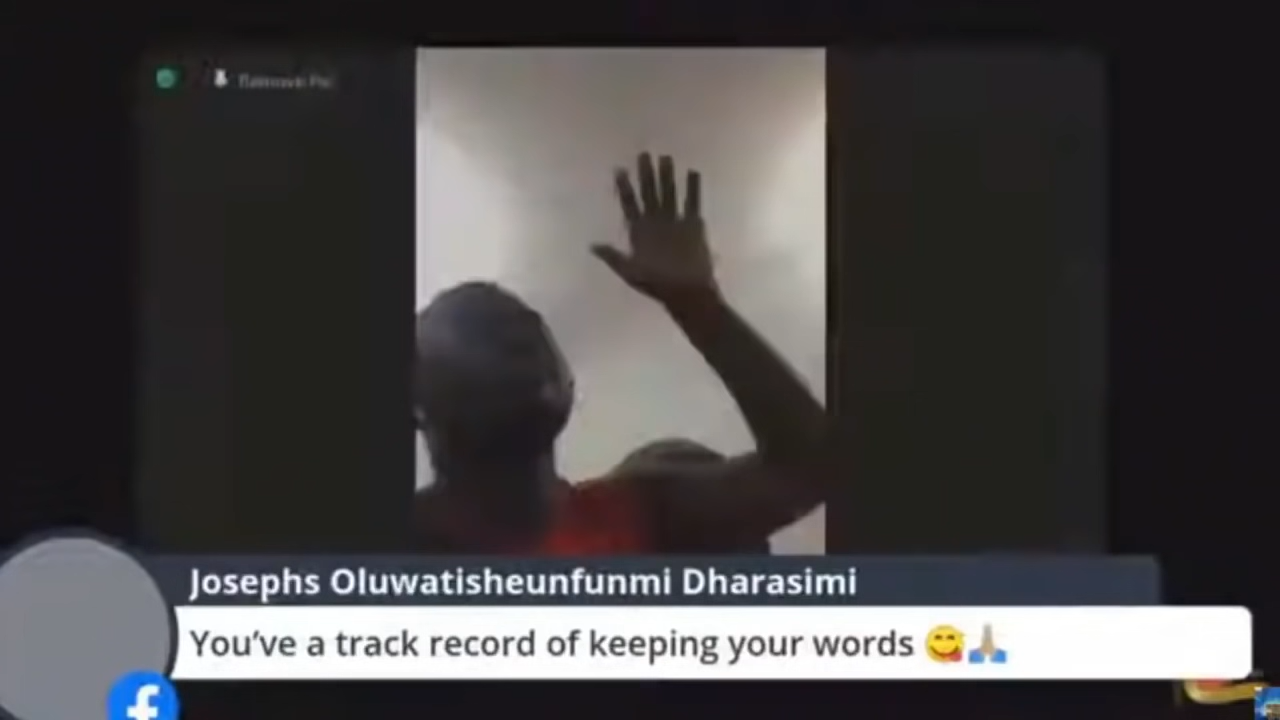 Josephs Oluwatisheunfunmi Dharasimi
You've a track record of keeping your words 😋🙏🏽